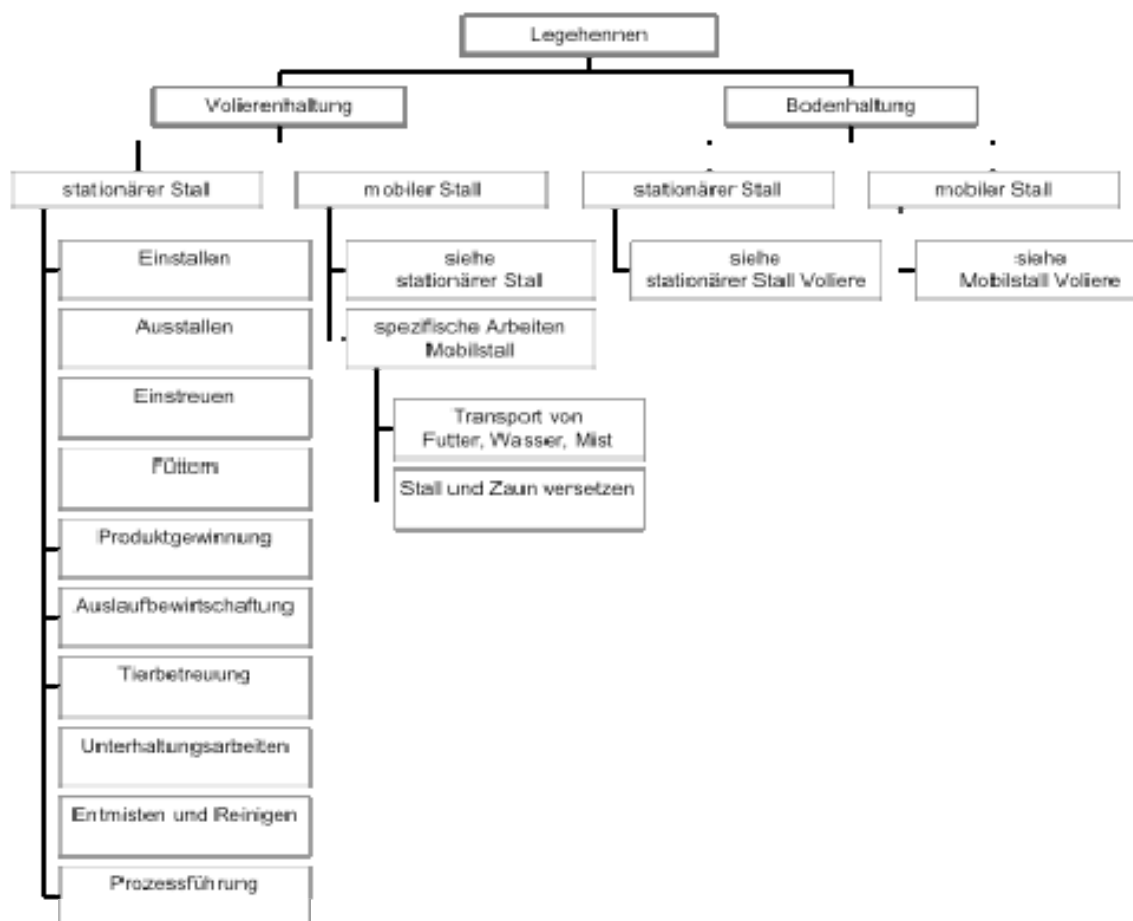 Legehennen
Volierenhaltung
Bodenhaltung
stationärer Stall
mobiler Stall
stationärer Stall
mobiler Stall
Einstallen
siehe
stationärer Stall
siehe
stationärer Stall Voliere
siehe
Mobilstall Voliere
Ausstallen
spezifische Arbeiten
Mobilstall
Einstreuen
Transport von
Futter, Wasser, Mist
Füttern
Stall und Zaun versetzen
Produktgewinnung
Auslaufbewirtschaftung
Tierbetreuung
Unterhaltungsarbeiten
Entmisten und Reinigen
Prozessführung